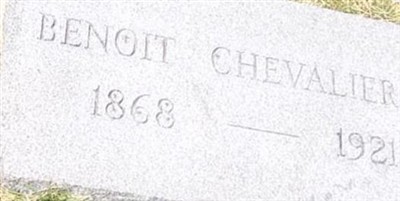 BENOIT CHEVALIER
1868 — 1921